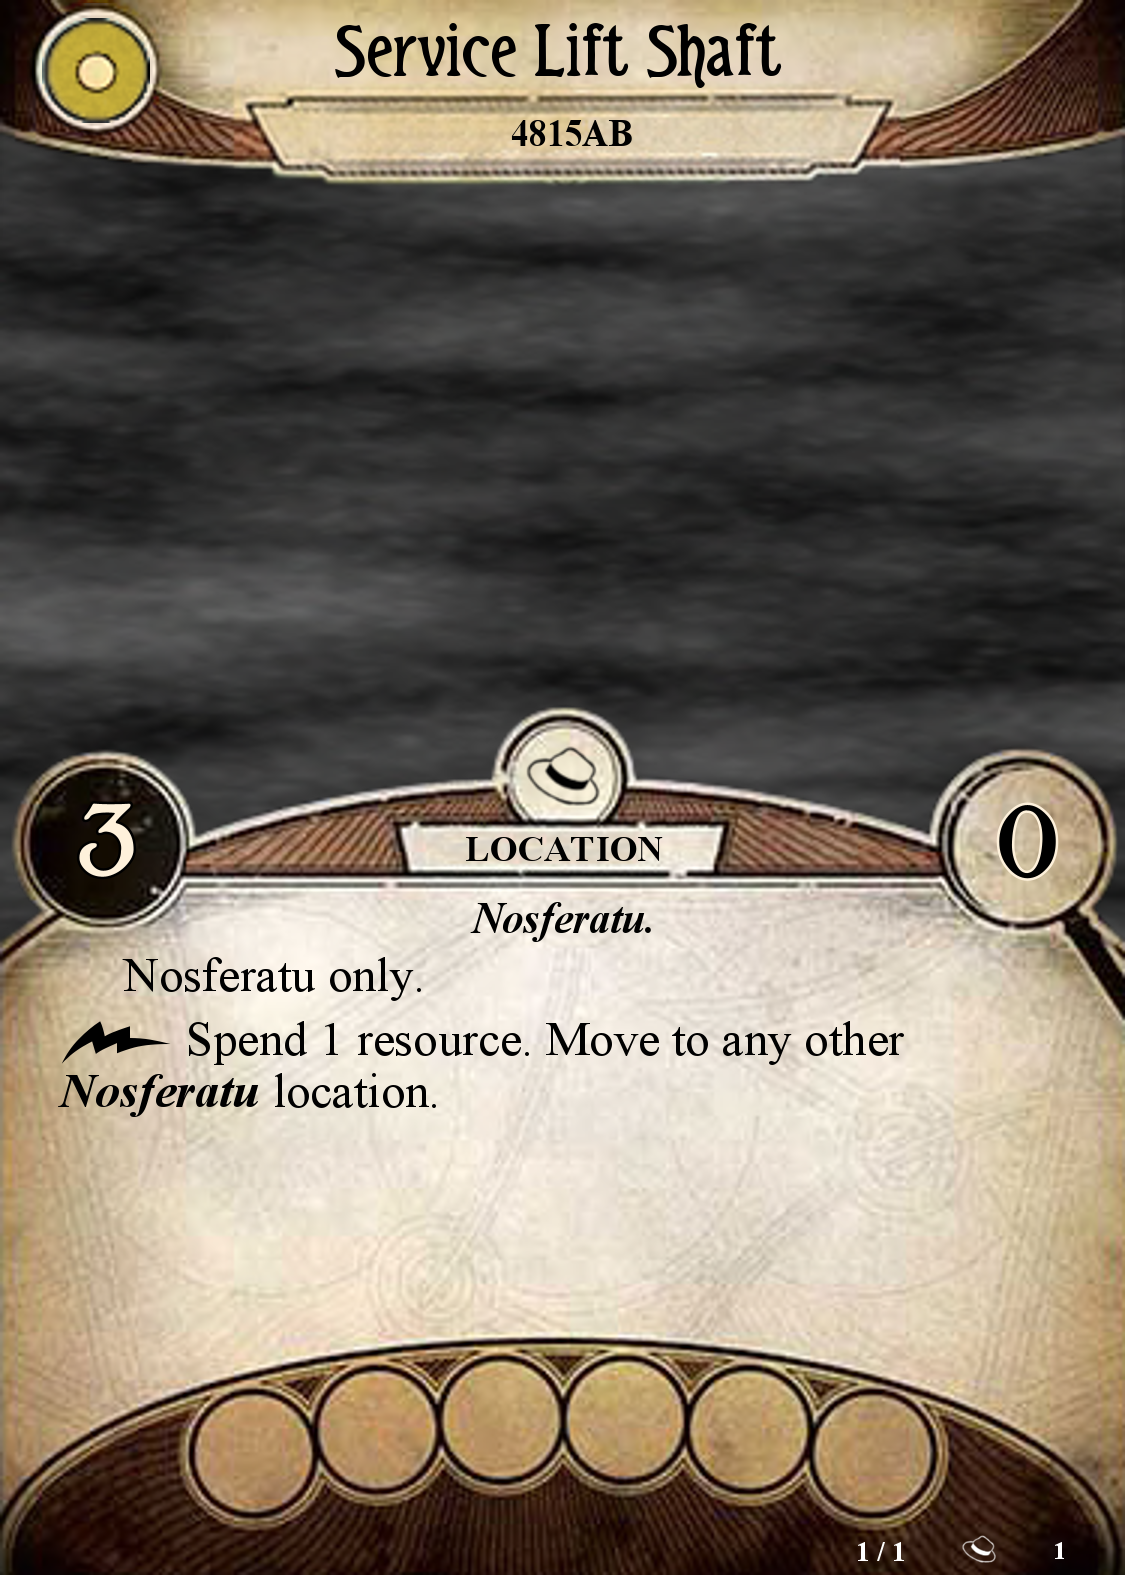 Service Lift Shaft
4815AB
3
LOCATION
0
Nosferatu.
Nosferatu only.
Spend 1 resource. Move to any other
Nosferatu location.
1 / 1
1